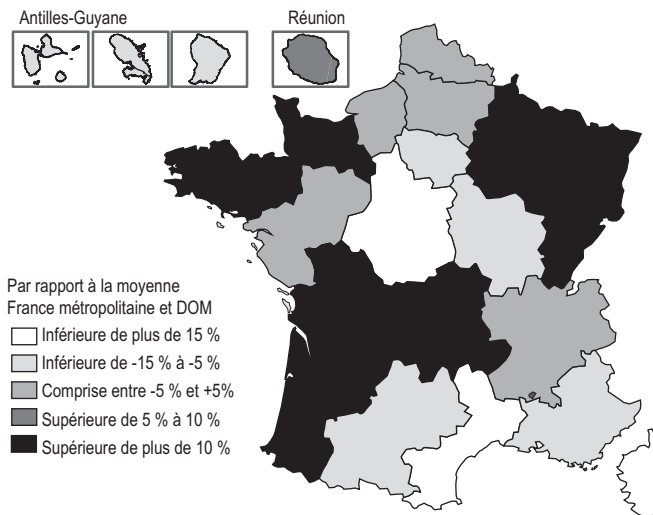 Antilles-Guyane
Réunion
Par rapport à la moyenne
France métropolitaine et DOM
Inférieure de plus de 15 %
Inférieure de -15 % à -5 %
Comprise entre -5 % et +5%
Supérieure de 5 % à 10 %
Supérieure de plus de 10 %